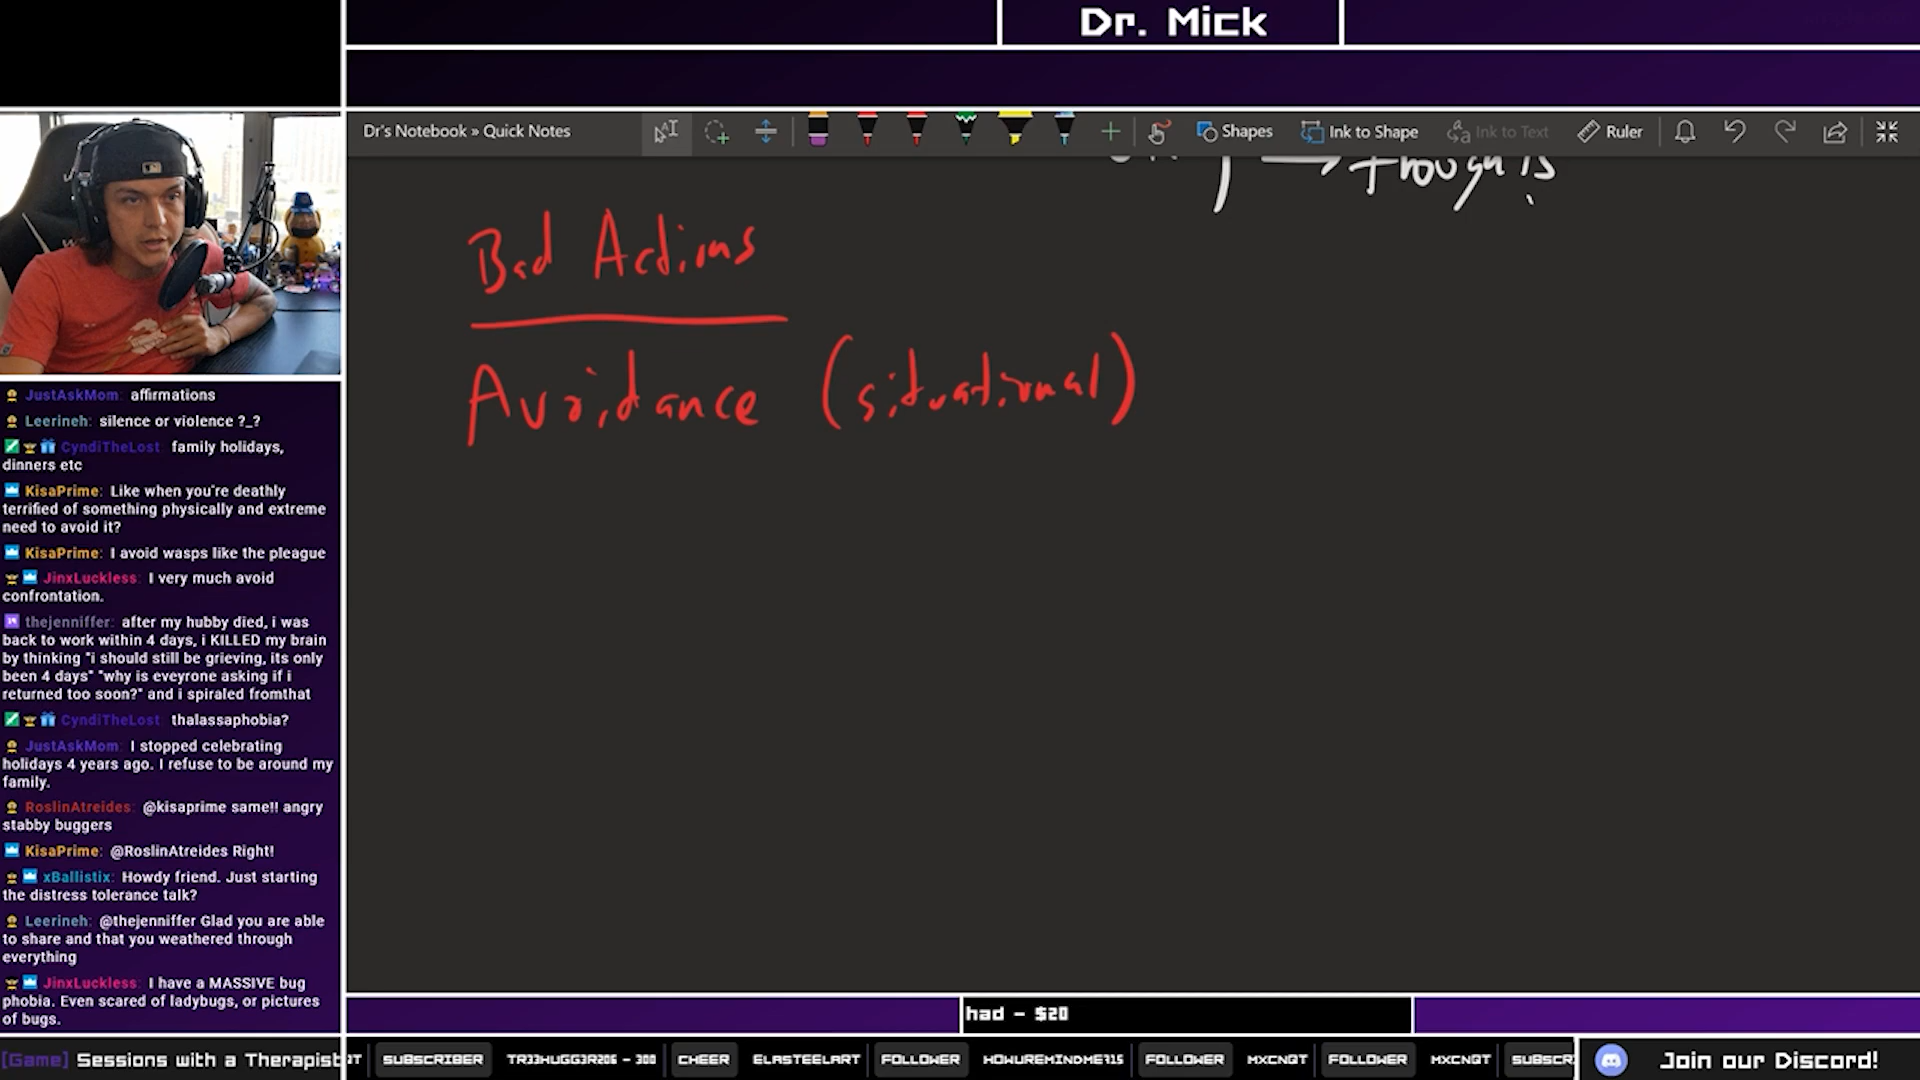 Dr. Mick
Dr's Notebook » Quick Notes
Shapes
Ink to Shape
Ink to Text
Ruler
thoughts
Bad Actions
Avoidance (situational)
JustAskMom: affirmations
Leerineh: silence or violence ?_?
CyndiTheLost: family holidays,
dinners etc
KisaPrime: Like when you're deathly
terrified of something physically and extreme
need to avoid it?
KisaPrime: I avoid wasps like the pleague
JinxLuckless: I very much avoid
confrontation.
thejenniffer: after my hubby died, i was
back to work within 4 days, i KILLED my brain
by thinking "i should still be grieving, its only
been 4 days" "why is eveyrone asking if i
returned too soon?" and i spiraled fromthat
CyndiTheLost: thalassaphobia?
JustAskMom: I stopped celebrating
holidays 4 years ago. I refuse to be around my
family.
RoslinAtreides: @kisaprime same!! angry
stabby buggers
KisaPrime: @RoslinAtreides Right!
xBallistix: Howdy friend. Just starting
the distress tolerance talk?
Leerineh: @thejenniffer Glad you are able
to share and that you weathered through
everything
JinxLuckless: I have a MASSIVE bug
phobia. Even scared of ladybugs, or pictures
of bugs.
had - $20
[Game] Sessions with a Therapist
SUBSCRIBER TR33HUGG3R206 - 300 CHEER ELASTEELART FOLLOWER HOWUREMINDME715 FOLLOWER MXCNQT FOLLOWER MXCNQT SUBSCR
Join our Discord!